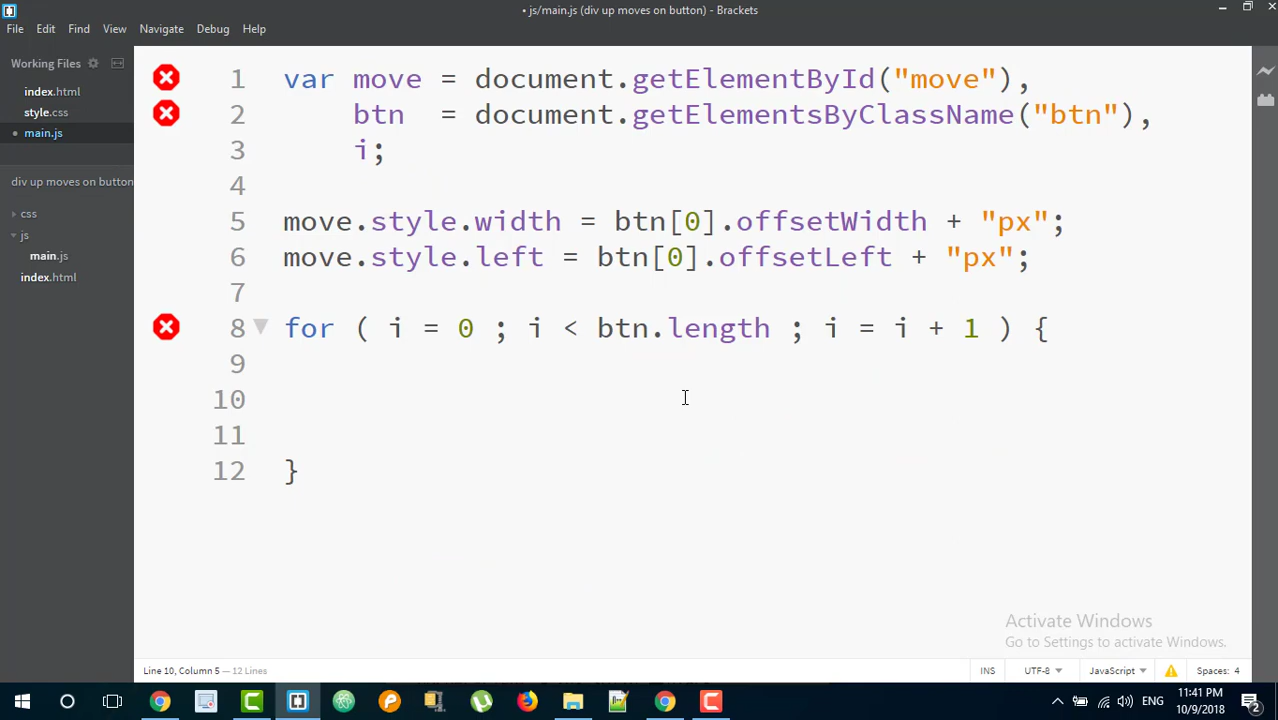 • js/main.js (div up moves on button) - Brackets
File Edit Find View Navigate Debug Help
Working Files
index.html
style.css
• main.js
div up moves on button
css
js
main.js
index.html
1 var move = document.getElementById("move"),
2 btn = document.getElementsByClassName("btn"),
3 i;
4
5 move.style.width = btn[0].offsetWidth + "px";
6 move.style.left = btn[0].offsetLeft + "px";
7
8 for ( i = 0 ; i < btn.length ; i = i + 1 ) {
9
10
11
12 }
Activate Windows
Go to Settings to activate Windows.
Line 10, Column 5 — 12 Lines
INS UTF-8 JavaScript Spaces: 4
ENG
11:41 PM
10/9/2018
2